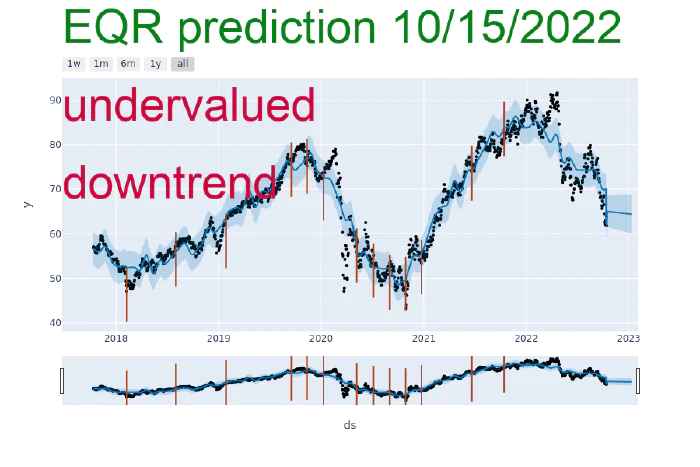 EQR prediction 10/15/2022
1w 1m 6m 1y all
undervalued
downtrend
90
80
70
60
50
40
y
2018 2019 2020 2021 2022 2023
ds